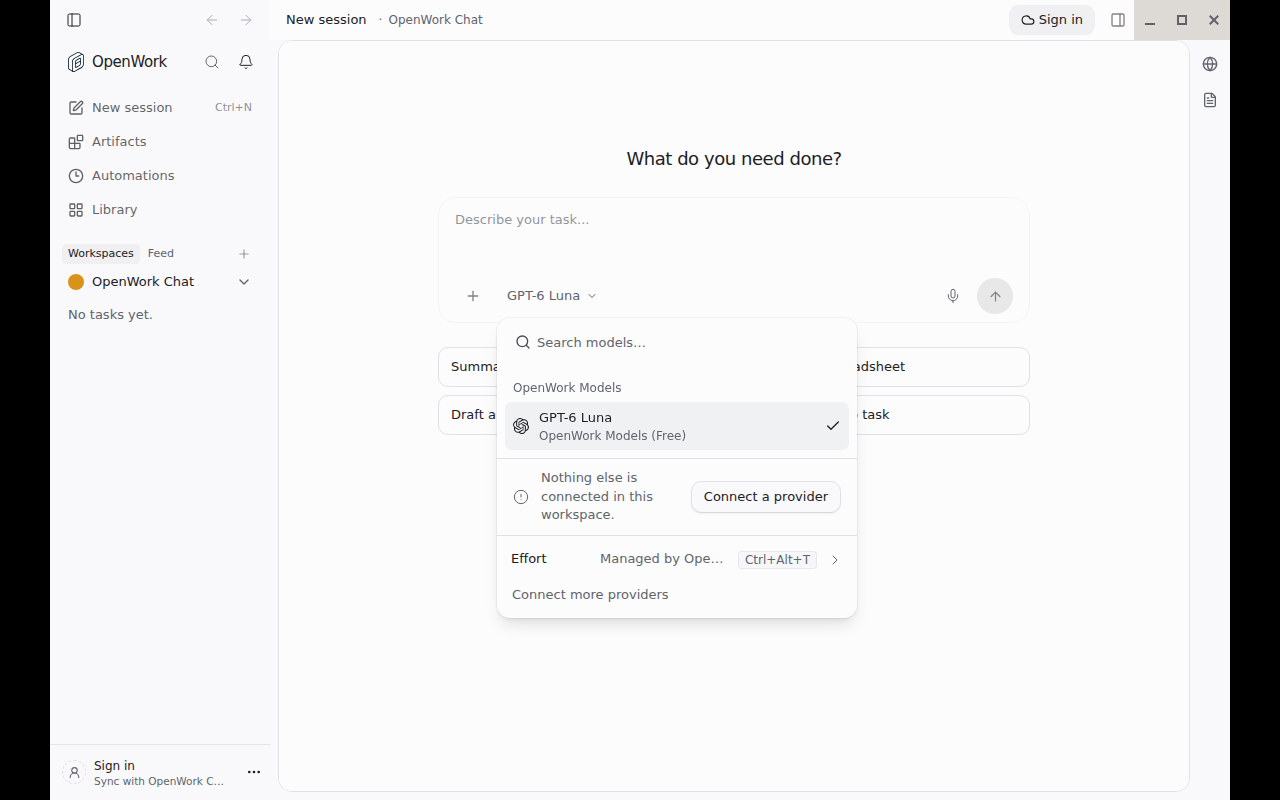 New session · OpenWork Chat
Sign in
OpenWork
New session Ctrl+N
Artifacts
Automations
Library
Workspaces Feed
OpenWork Chat
No tasks yet.
What do you need done?
Describe your task...
GPT-6 Luna
Search models...
OpenWork Models
GPT-6 Luna
OpenWork Models (Free)
Nothing else is
connected in this
workspace.
Connect a provider
Effort Managed by Ope... Ctrl+Alt+T
Connect more providers
Draft a
task
Sign in
Sync with OpenWork C...